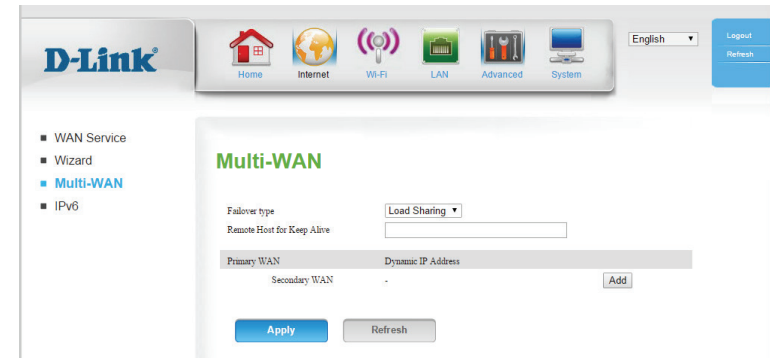 D-Link®
Home Internet Wi-Fi LAN Advanced System
English
Logout
Refresh
WAN Service
Wizard
Multi-WAN
IPv6
Multi-WAN
Failover type Load Sharing
Remote Host for Keep Alive
Primary WAN Dynamic IP Address
Secondary WAN - Add
Apply Refresh